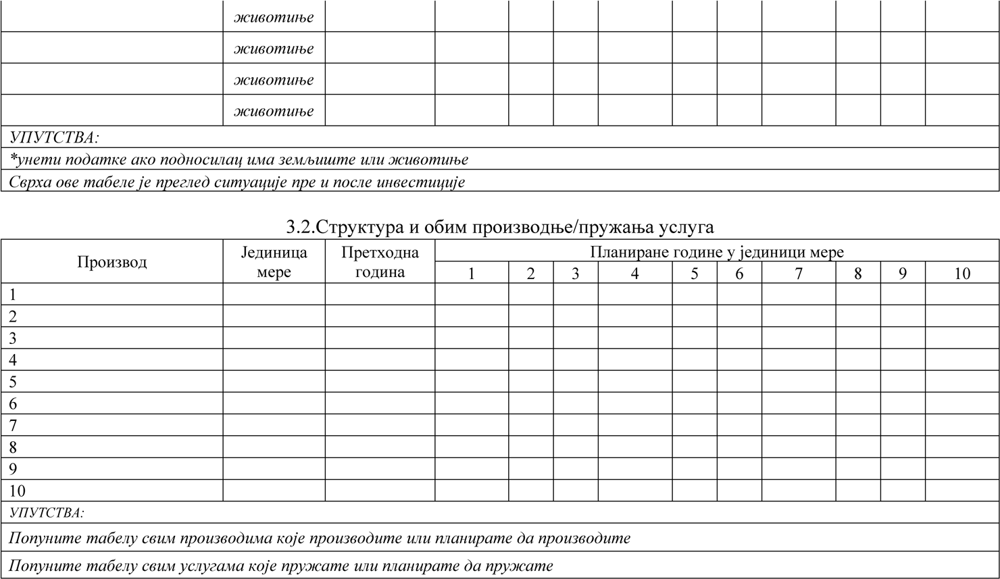 животиње
животиње
животиње
животиње
УПУТСТВА:
*унети податке ако подносилац има земљиште или животиње
Сврха ове табеле је преглед ситуације пре и после инвестиције
3.2.Структура и обим производње/пружања услуга
Производ
Јединица
мере
Претходна
година
Планиране године у јединици мере
1 2 3 4 5 6 7 8 9 10
1
2
3
4
5
6
7
8
9
10
УПУТСТВА:
Попуните табелу свим производима које производите или планирате да производите
Попуните табелу свим услугама које пружате или планирате да пружате